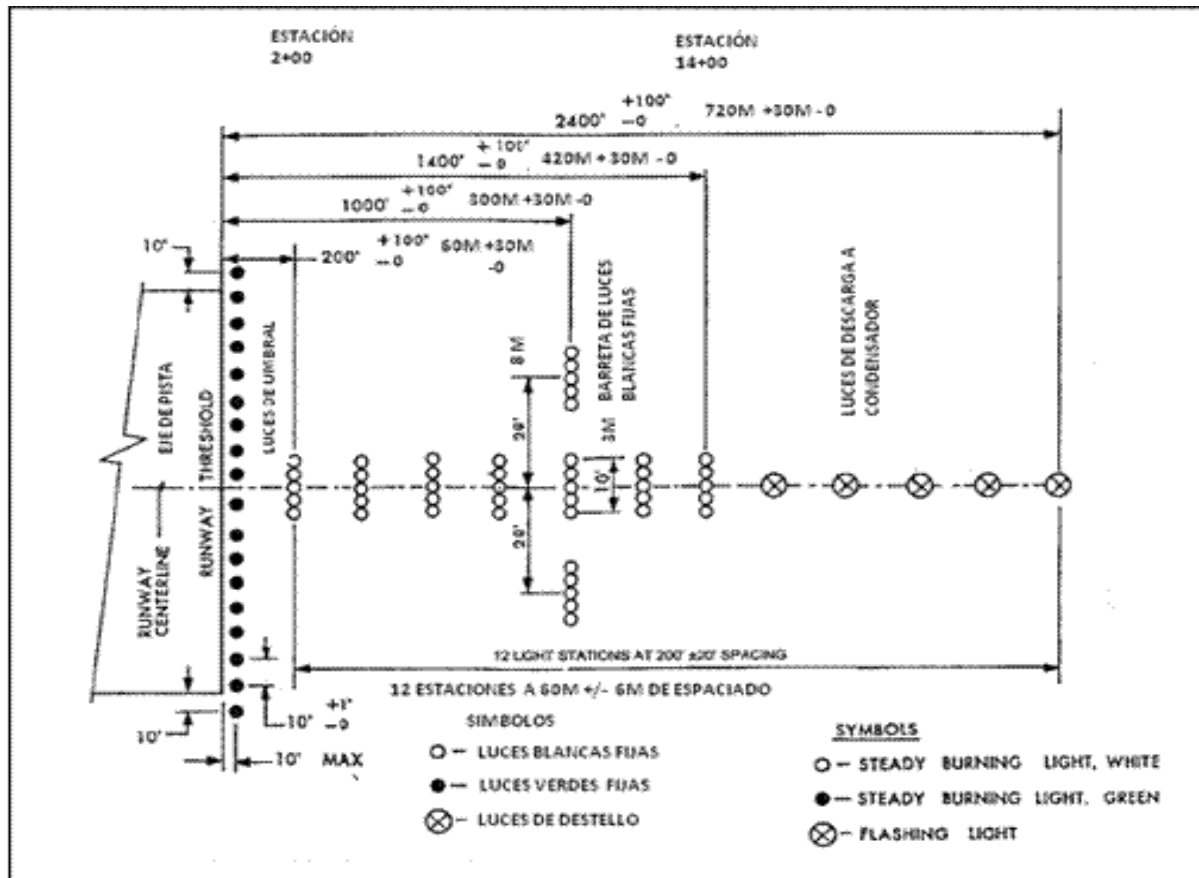 ESTACIÓN
2+00
ESTACIÓN
14+00
2400' +100' -0 720M +30M -0
1400' +100' -0 420M +30M -0
1000' +100' -0 300M +30M -0
200' +100' -0 60M +30M
-0
10'
EJE DE PISTA
RUNWAY THRESHOLD
LUCES DE UMBRAL
RUNWAY
CENTERLINE
8 M
BARRETA DE LUCES
BLANCAS FIJAS
3M
10'
LUCES DE DESCARGA A
CONDENSADOR
12 LIGHT STATIONS AT 200' ±20' SPACING
12 ESTACIONES A 60M +/- 6M DE ESPACIADO
10'
10' +1' -0
10' MAX
SIMBOLOS
LUCES BLANCAS FIJAS
LUCES VERDES FIJAS
LUCES DE DESTELLO
SYMBOLS
STEADY BURNING LIGHT, WHITE
STEADY BURNING LIGHT, GREEN
FLASHING LIGHT